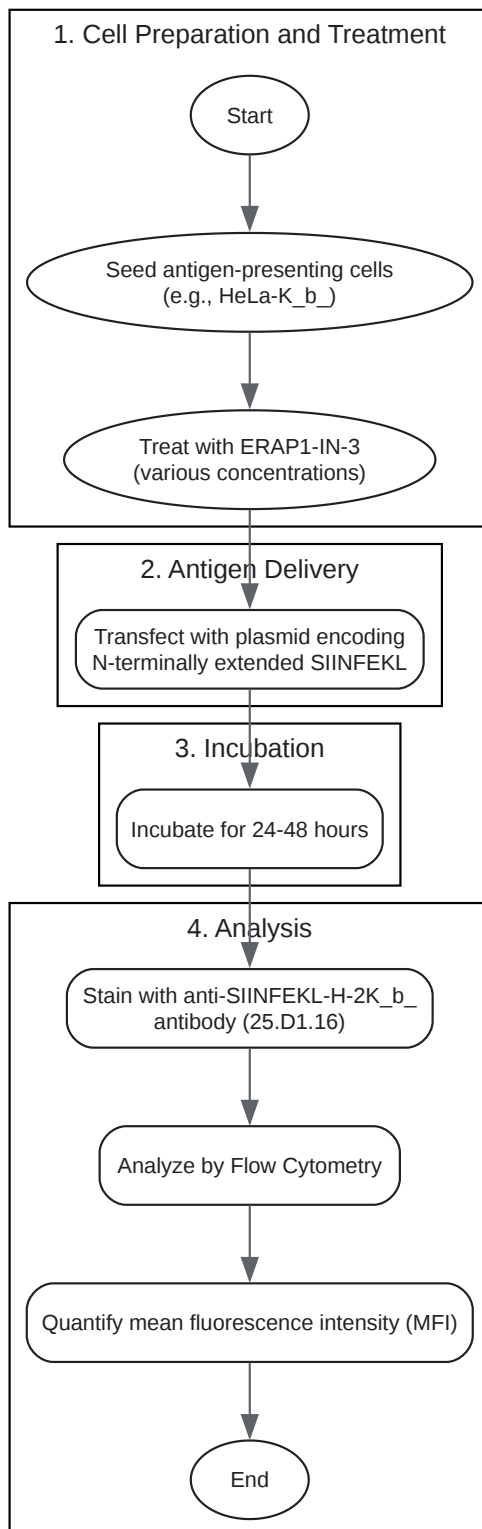 1. Cell Preparation and Treatment
Start
Seed antigen-presenting cells
(e.g., HeLa-K_b_)
Treat with ERAP1-IN-3
(various concentrations)
2. Antigen Delivery
Transfect with plasmid encoding
N-terminally extended SIINFEKL
3. Incubation
Incubate for 24-48 hours
4. Analysis
Stain with anti-SIINFEKL-H-2K_b_
antibody (25.D1.16)
Analyze by Flow Cytometry
Quantify mean fluorescence intensity (MFI)
End